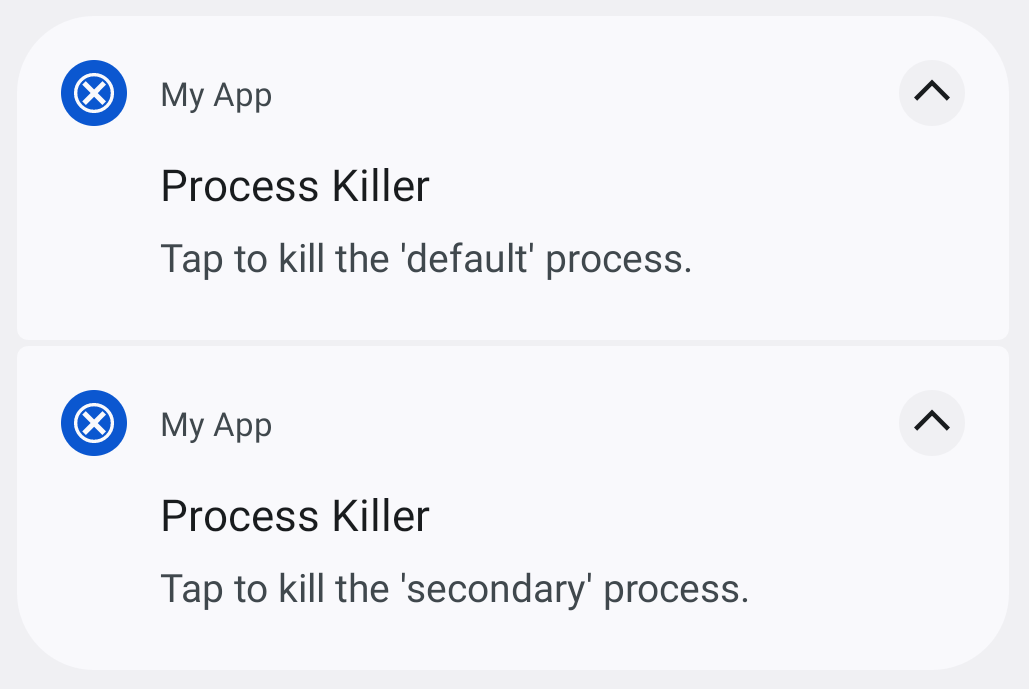 My App
Process Killer
Tap to kill the 'default' process.
My App
Process Killer
Tap to kill the 'secondary' process.